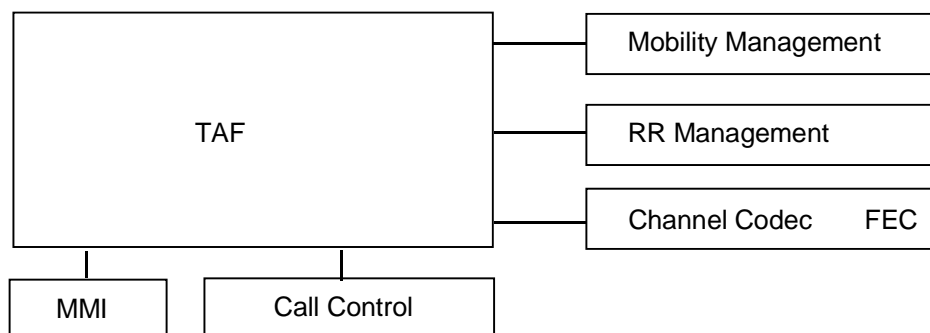 Mobility Management
TAF
RR Management
Channel Codec FEC
MMI
Call Control